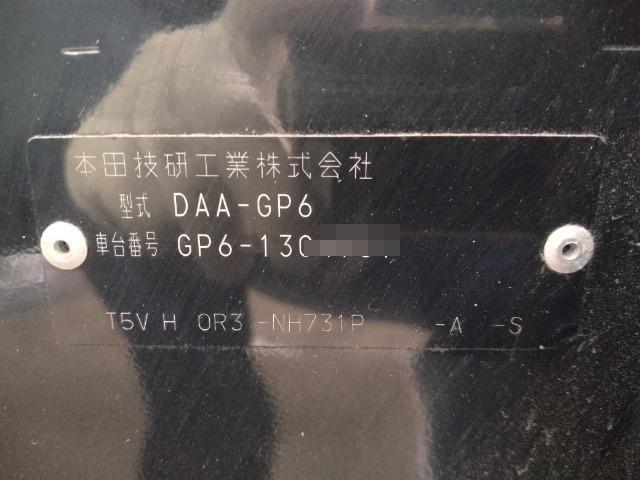 本田技研工業株式会社
型式 DAA-GP6
車台番号 GP6-130
T5V H 0R3 -NH731P -A -S